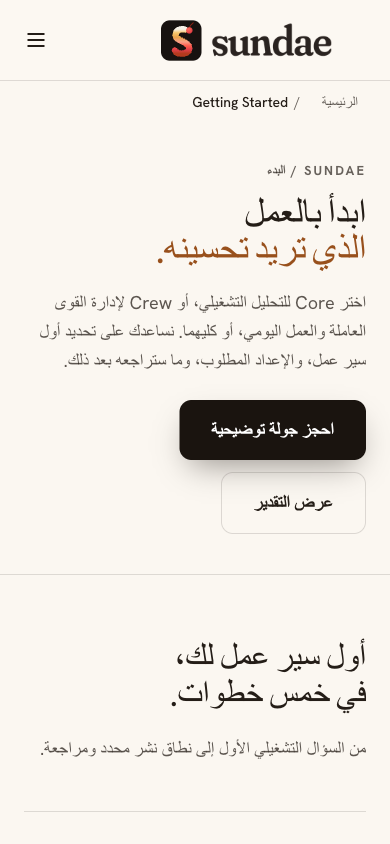 sundae
الرئيسية / Getting Started
SUNDAE / البدء
ابدأ بالعمل
الذي تريد تحسينه.
اختر Core للتحليل التشغيلي، أو Crew لإدارة القوى
العاملة والعمل اليومي، أو كليهما. نساعدك على تحديد أول
سير عمل، والإعداد المطلوب، وما ستراجعه بعد ذلك.
احجز جولة توضيحية
عرض التقدير
أول سير عمل لك،
في خمس خطوات.
من السؤال التشغيلي الأول إلى نطاق نشر محدد ومراجعة.